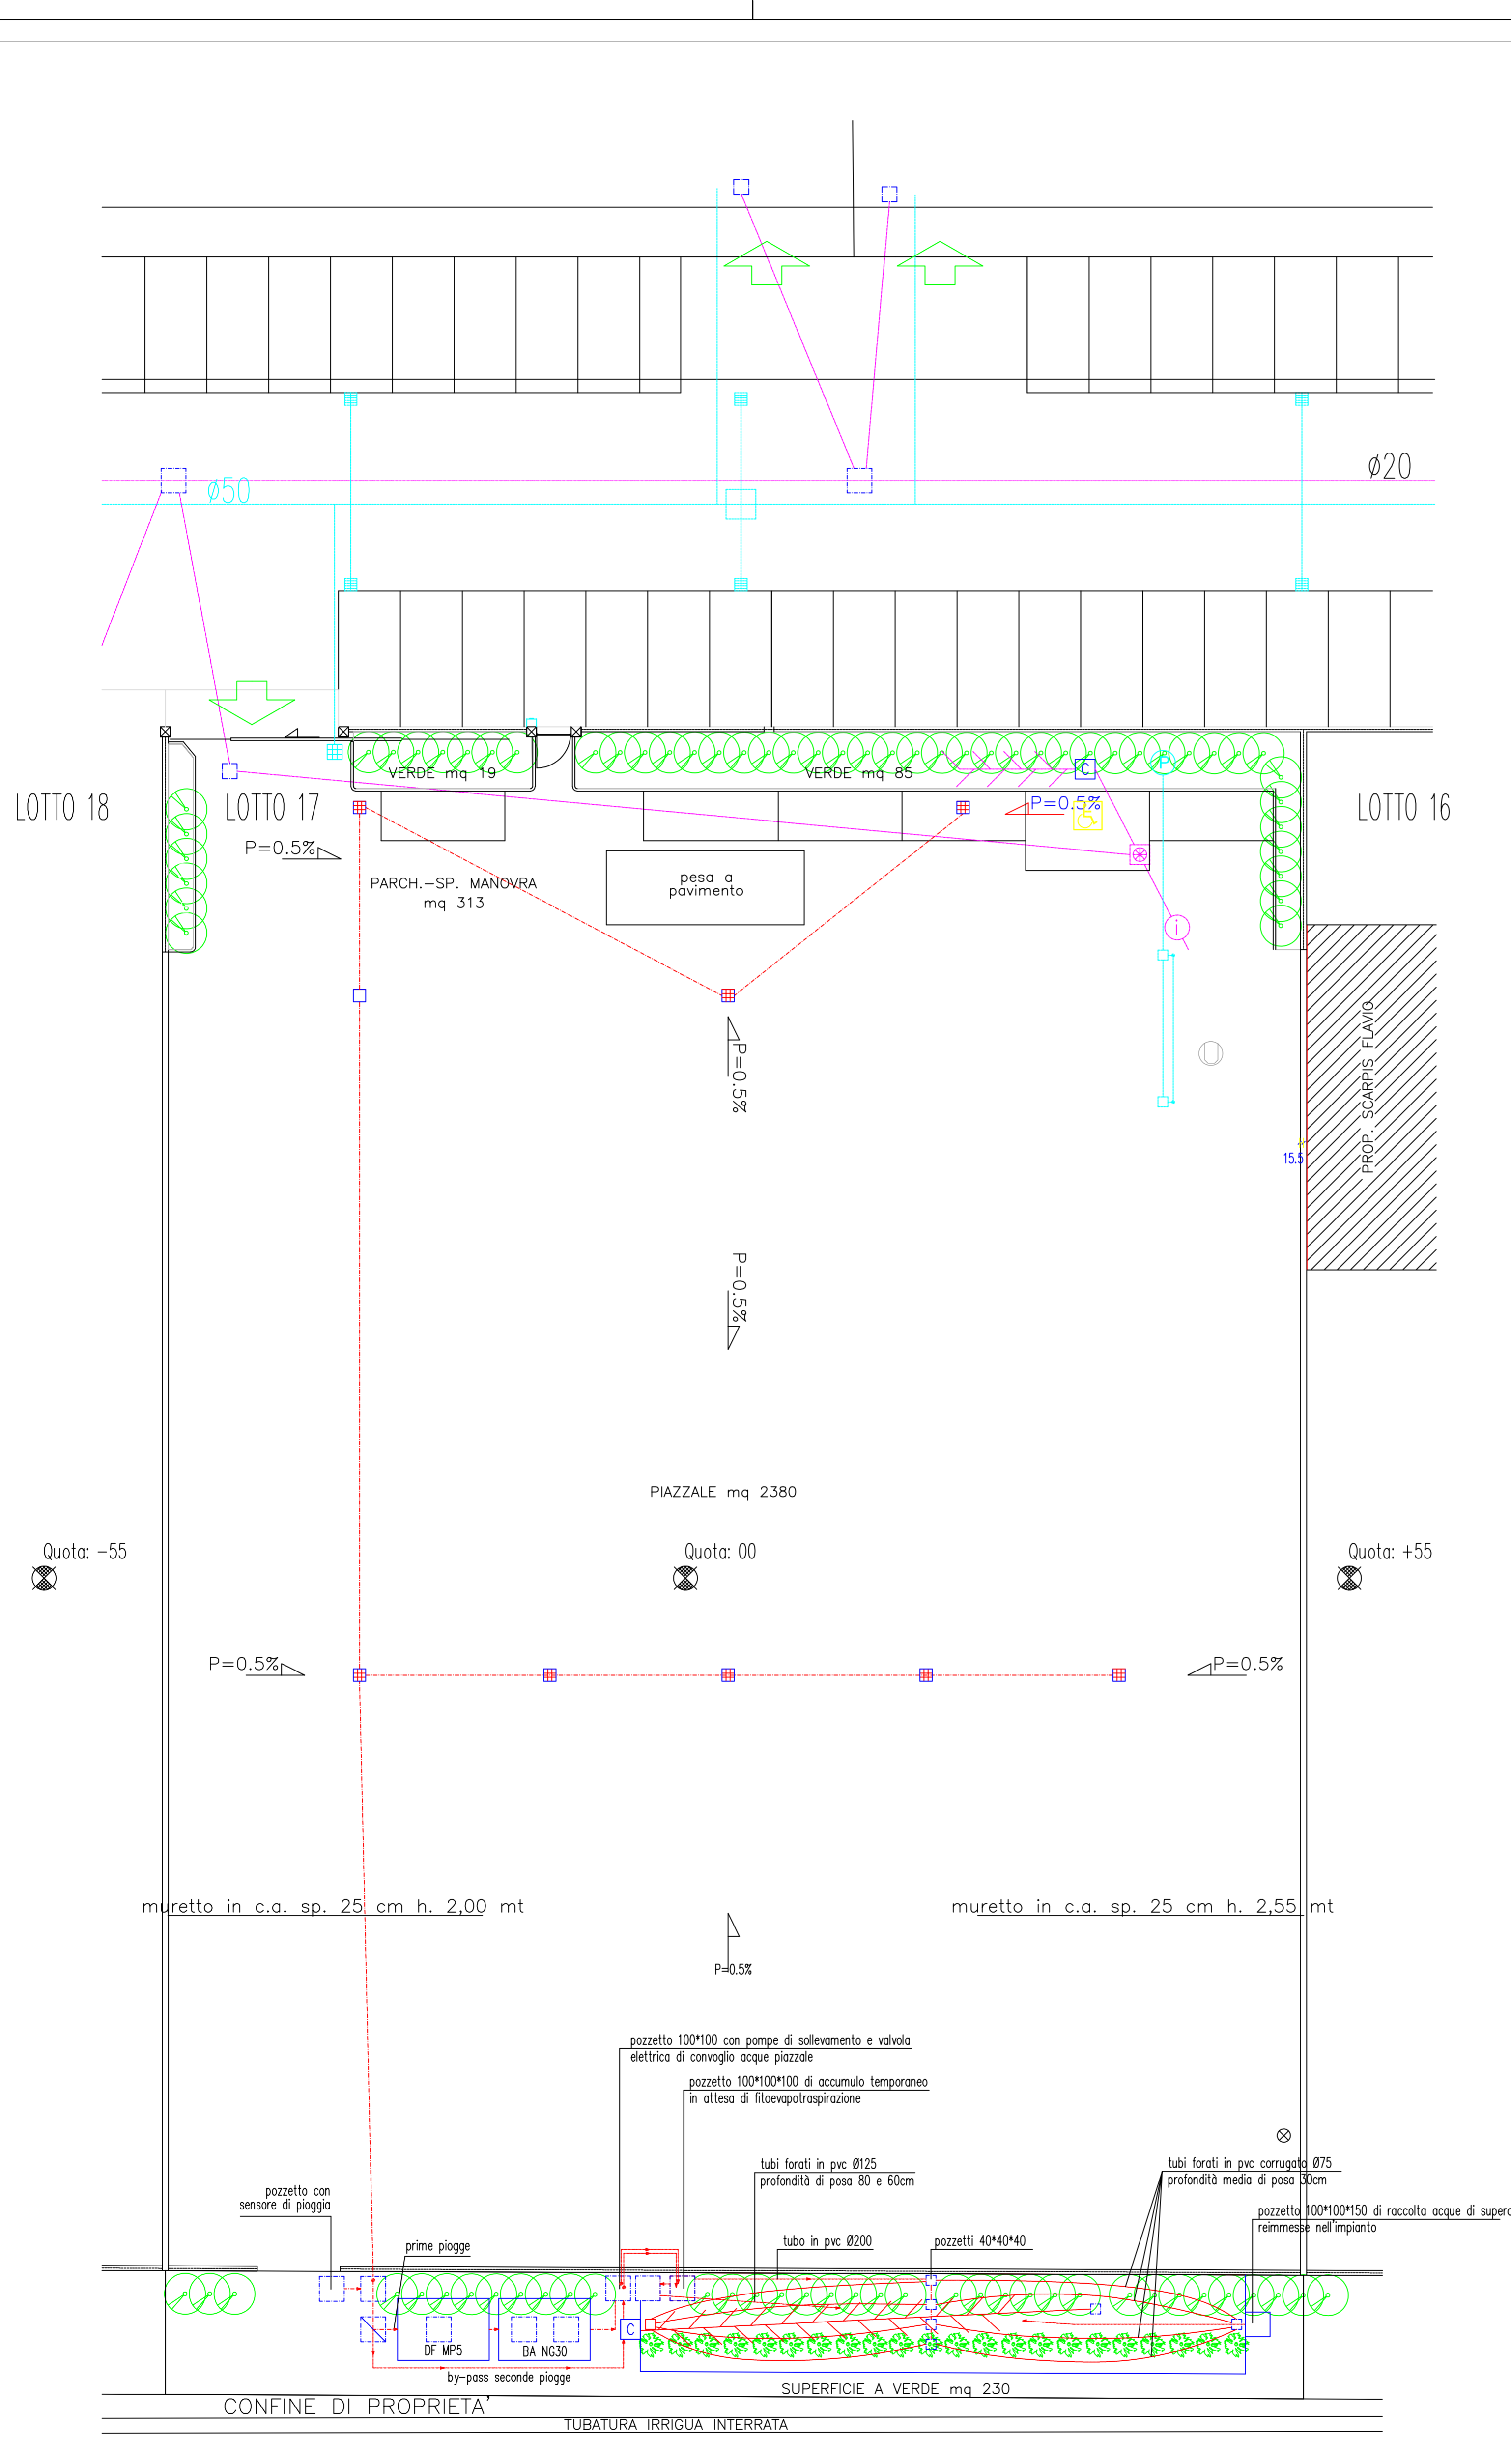 Ø20
Ø50
VERDE mq 19
VERDE mq 85
P
C
LOTTO 18
LOTTO 17
P=0.5%
LOTTO 16
P=0.5%
PARCH.-SP. MANOVRA
mq 313
pesa a
pavimento
i
P=0.5%
PROP. SCARPIS FLAVIO
15.5
P=0.5%
PIAZZALE mq 2380
Quota: -55
Quota: 00
Quota: +55
P=0.5%
P=0.5%
muretto in c.a. sp. 25 cm h. 2,00 mt
muretto in c.a. sp. 25 cm h. 2,55 mt
P=0.5%
pozzetto 100*100 con pompe di sollevamento e valvola
elettrica di convoglio acque piazzale
pozzetto 100*100*100 di accumulo temporaneo
in attesa di fitoevapotraspirazione
tubi forati in pvc Ø125
profondità di posa 80 e 60cm
tubi forati in pvc corrugato Ø75
profondità media di posa 30cm
pozzetto con
sensore di pioggia
pozzetto 100*100*150 di raccolta acque di
reimmesse nell'impianto
prime piogge
tubo in pvc Ø200
pozzetti 40*40*40
C
DF MP5
BA NG30
by-pass seconde piogge
SUPERFICIE A VERDE mq 230
CONFINE DI PROPRIETA'
TUBATURA IRRIGUA INTERRATA